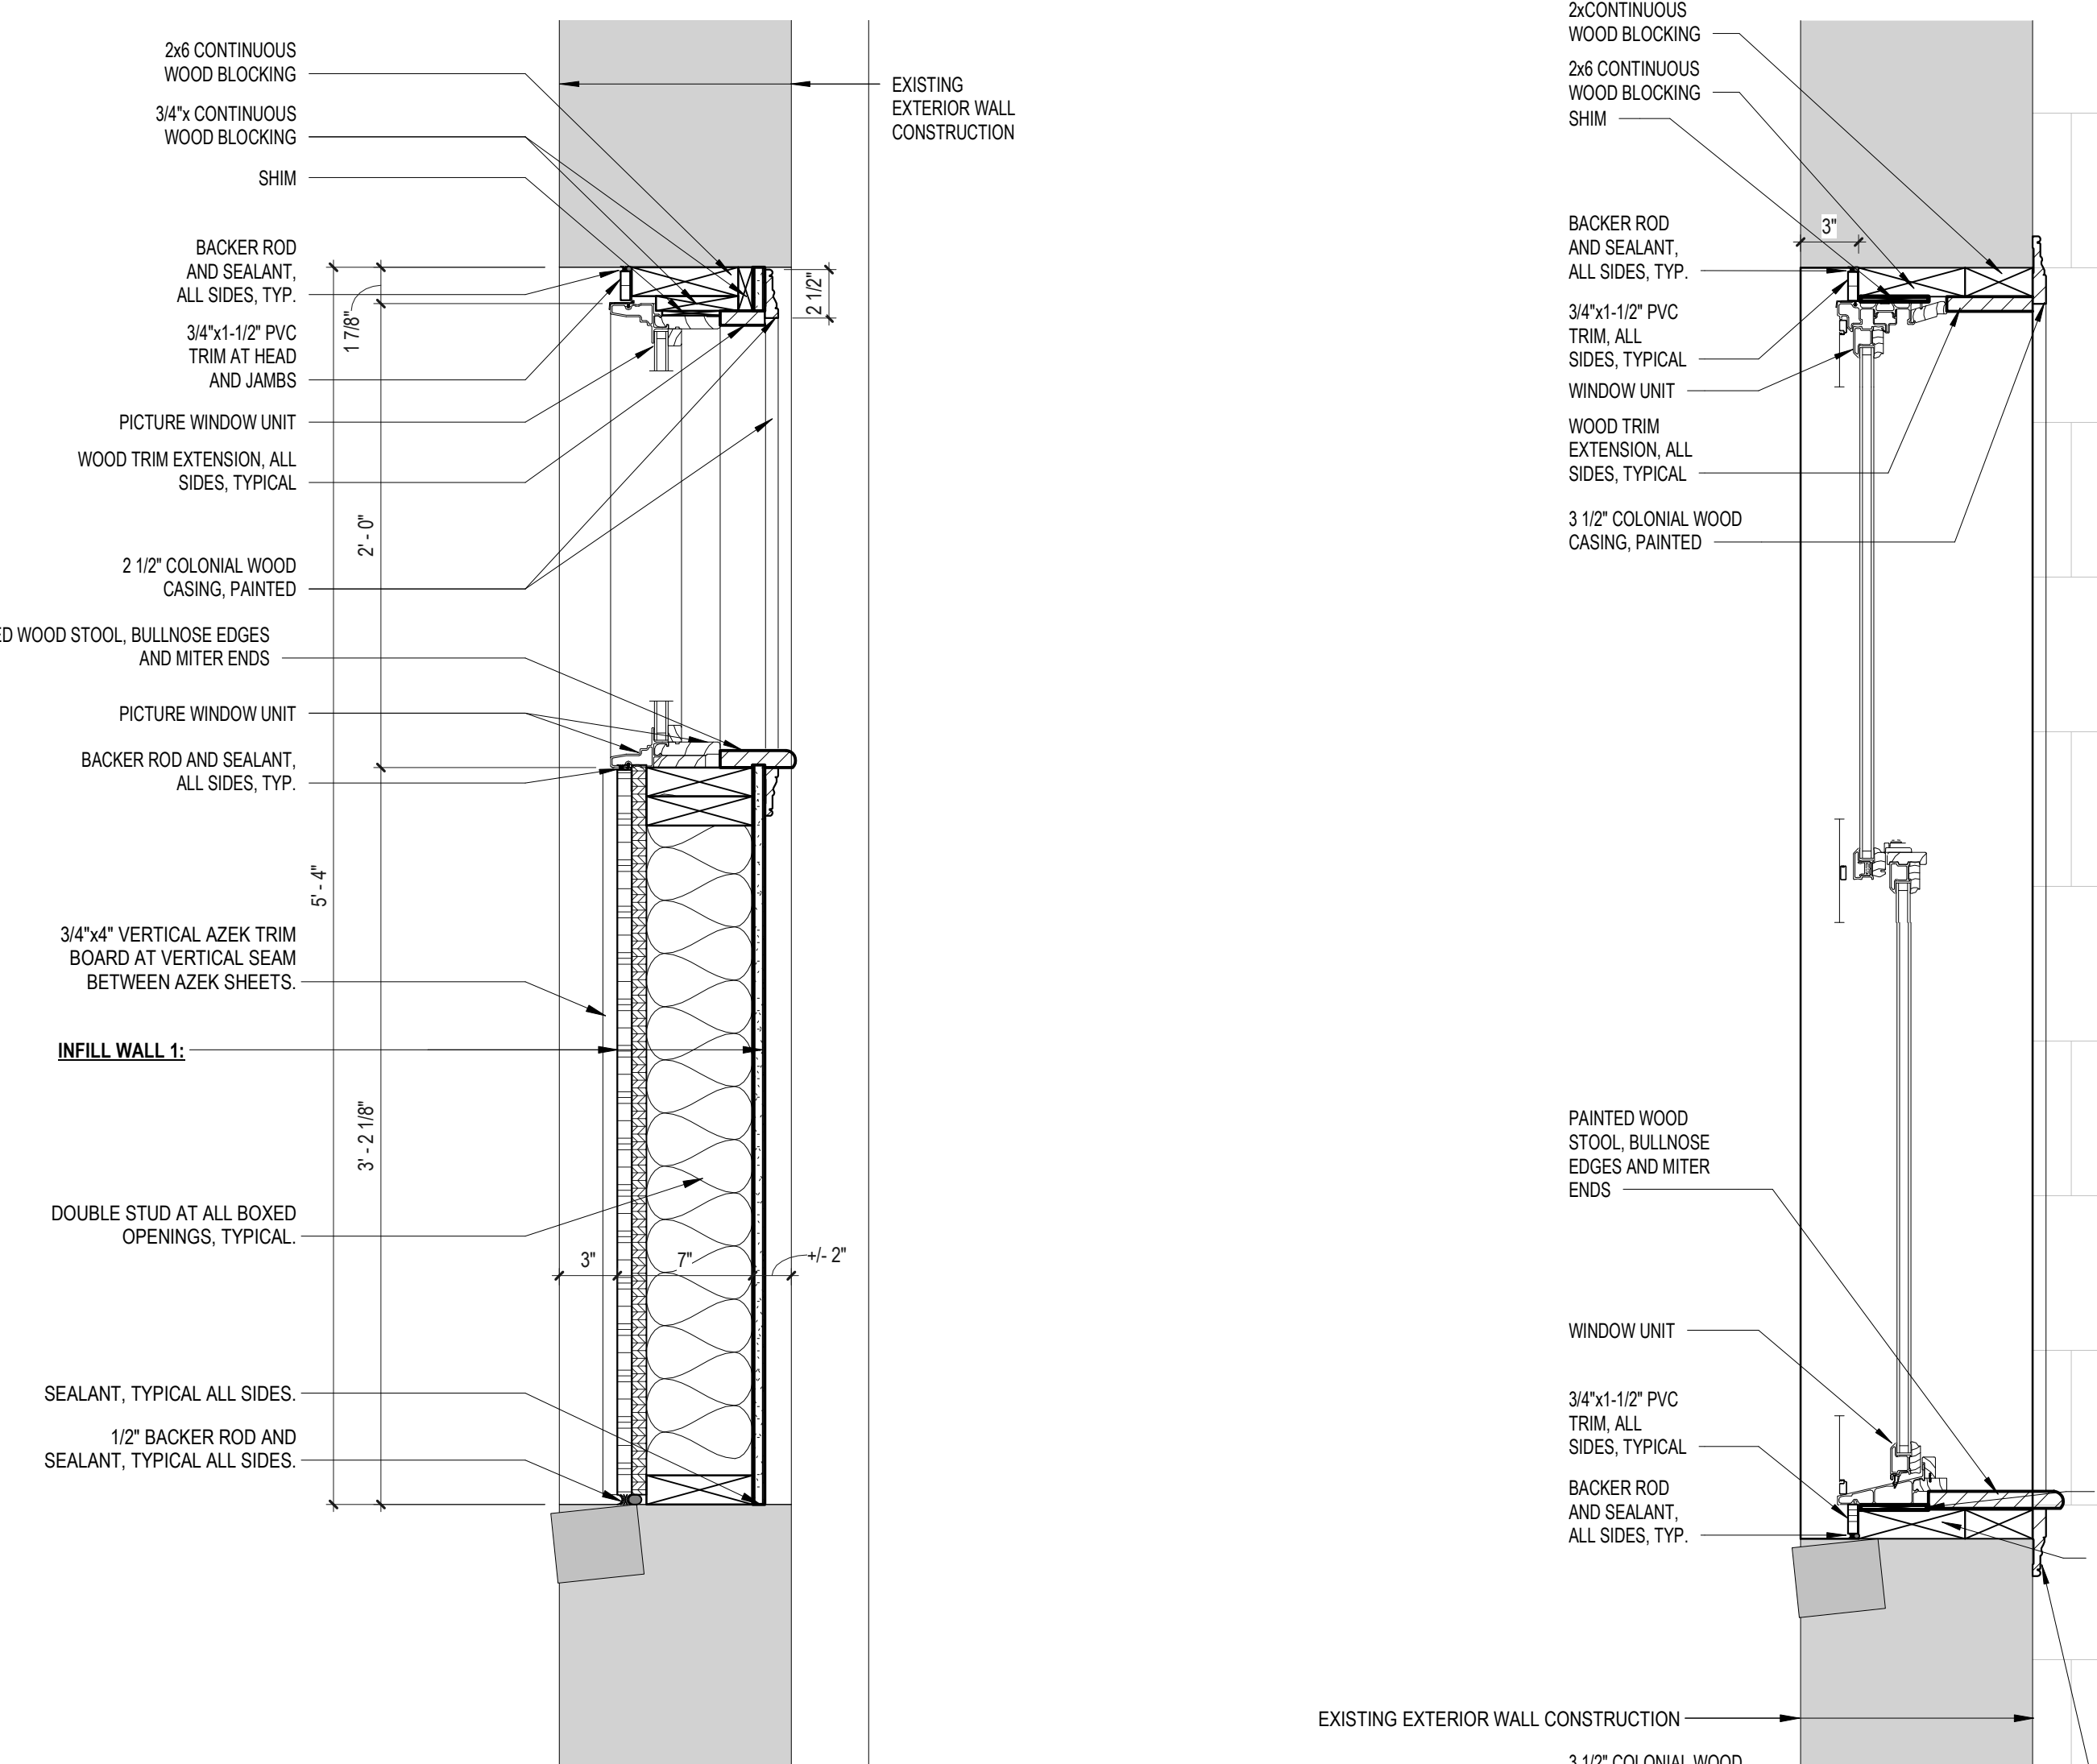 2x6 CONTINUOUS
WOOD BLOCKING
3/4"x CONTINUOUS
WOOD BLOCKING
SHIM
BACKER ROD
AND SEALANT,
ALL SIDES, TYP.
3/4"x1-1/2" PVC
TRIM AT HEAD
AND JAMBS
PICTURE WINDOW UNIT
WOOD TRIM EXTENSION, ALL
SIDES, TYPICAL
2 1/2" COLONIAL WOOD
CASING, PAINTED
ED WOOD STOOL, BULLNOSE EDGES
AND MITER ENDS
PICTURE WINDOW UNIT
BACKER ROD AND SEALANT,
ALL SIDES, TYP.
3/4"x4" VERTICAL AZEK TRIM
BOARD AT VERTICAL SEAM
BETWEEN AZEK SHEETS.
INFILL WALL 1:
DOUBLE STUD AT ALL BOXED
OPENINGS, TYPICAL.
SEALANT, TYPICAL ALL SIDES.
1/2" BACKER ROD AND
SEALANT, TYPICAL ALL SIDES.
1 7/8"
2' - 0"
5' - 4"
3' - 2 1/8"
2 1/2"
3"
7"
+/- 2"
EXISTING
EXTERIOR WALL
CONSTRUCTION
2xCONTINUOUS
WOOD BLOCKING
2x6 CONTINUOUS
WOOD BLOCKING
SHIM
3"
BACKER ROD
AND SEALANT,
ALL SIDES, TYP.
3/4"x1-1/2" PVC
TRIM, ALL
SIDES, TYPICAL
WINDOW UNIT
WOOD TRIM
EXTENSION, ALL
SIDES, TYPICAL
3 1/2" COLONIAL WOOD
CASING, PAINTED
PAINTED WOOD
STOOL, BULLNOSE
EDGES AND MITER
ENDS
WINDOW UNIT
3/4"x1-1/2" PVC
TRIM, ALL
SIDES, TYPICAL
BACKER ROD
AND SEALANT,
ALL SIDES, TYP.
EXISTING EXTERIOR WALL CONSTRUCTION
3 1/2" COLONIAL WOOD